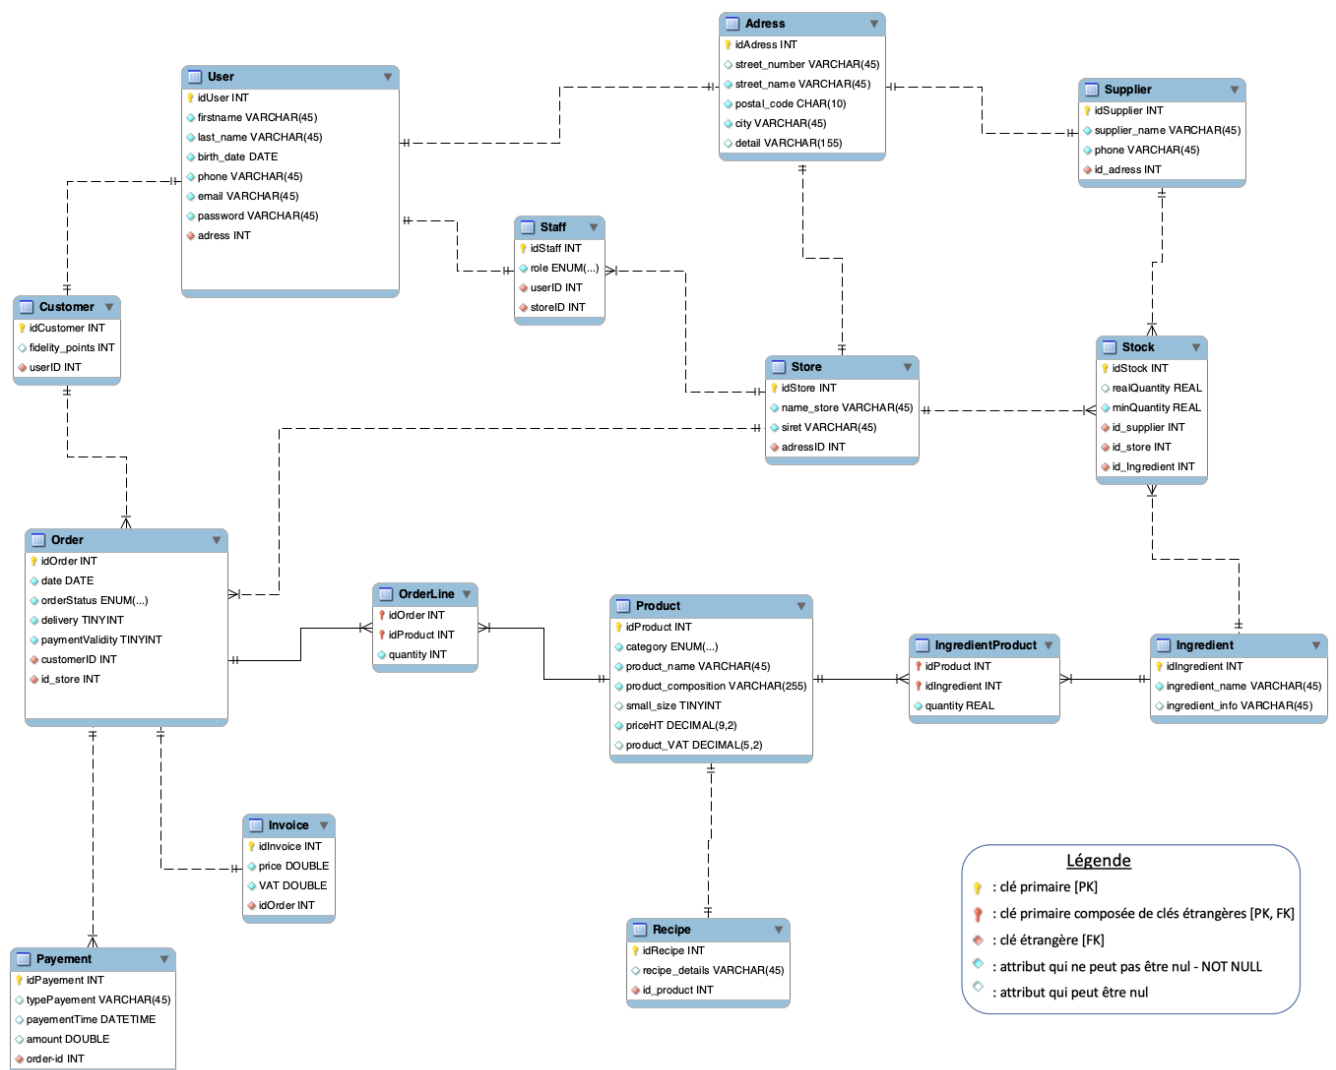 Adress
idAdress INT
street_number VARCHAR(45)
street_name VARCHAR(45)
postal_code CHAR(10)
city VARCHAR(45)
detail VARCHAR(155)
User
idUser INT
firstname VARCHAR(45)
last_name VARCHAR(45)
birth_date DATE
phone VARCHAR(45)
email VARCHAR(45)
password VARCHAR(45)
adress INT
Supplier
idSupplier INT
supplier_name VARCHAR(45)
phone VARCHAR(45)
id_adress INT
Staff
idStaff INT
role ENUM(...)
userID INT
storeID INT
Customer
idCustomer INT
fidelity_points INT
userID INT
Store
idStore INT
name_store VARCHAR(45)
siret VARCHAR(45)
adressID INT
Stock
idStock INT
realQuantity REAL
minQuantity REAL
id_supplier INT
id_store INT
id_Ingredient INT
Order
idOrder INT
date DATE
orderStatus ENUM(...)
delivery TINYINT
paymentValidity TINYINT
customerID INT
id_store INT
OrderLine
idOrder INT
idProduct INT
quantity INT
Product
idProduct INT
category ENUM(...)
product_name VARCHAR(45)
product_composition VARCHAR(255)
small_size TINYINT
priceHT DECIMAL(9,2)
product_VAT DECIMAL(5,2)
IngredientProduct
idProduct INT
idIngredient INT
quantity REAL
Ingredient
idIngredient INT
ingredient_name VARCHAR(45)
ingredient_info VARCHAR(45)
Invoice
idInvoice INT
price DOUBLE
VAT DOUBLE
idOrder INT
Payement
idPayement INT
typePayement VARCHAR(45)
payementTime DATETIME
amount DOUBLE
order-id INT
Recipe
idRecipe INT
recipe_details VARCHAR(45)
id_product INT
Légende
: clé primaire [PK]
: clé primaire composée de clés étrangères [PK, FK]
: clé étrangère [FK]
: attribut qui ne peut pas être nul - NOT NULL
: attribut qui peut être nul